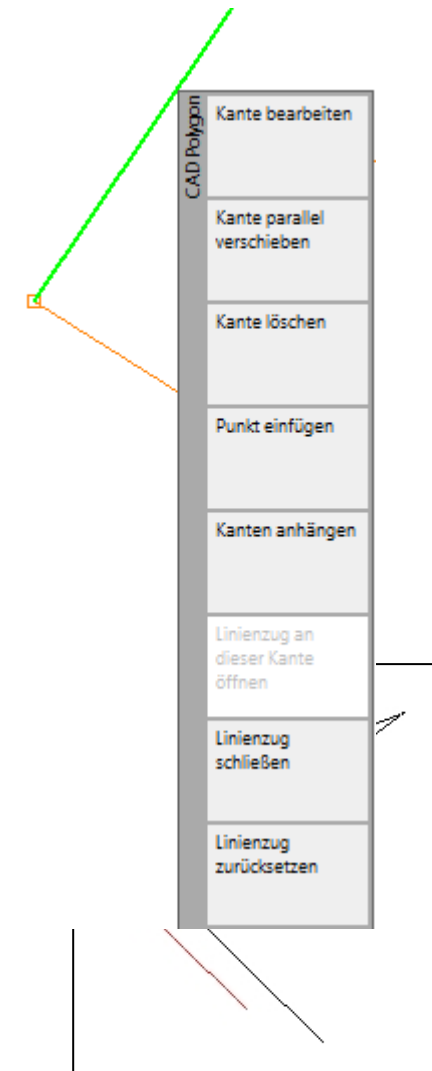 CAD Polygon
Kante bearbeiten
Kante parallel
verschieben
Kante löschen
Punkt einfügen
Kanten anhängen
Linienzug an
dieser Kante
öffnen
Linienzug
schließen
Linienzug
zurücksetzen